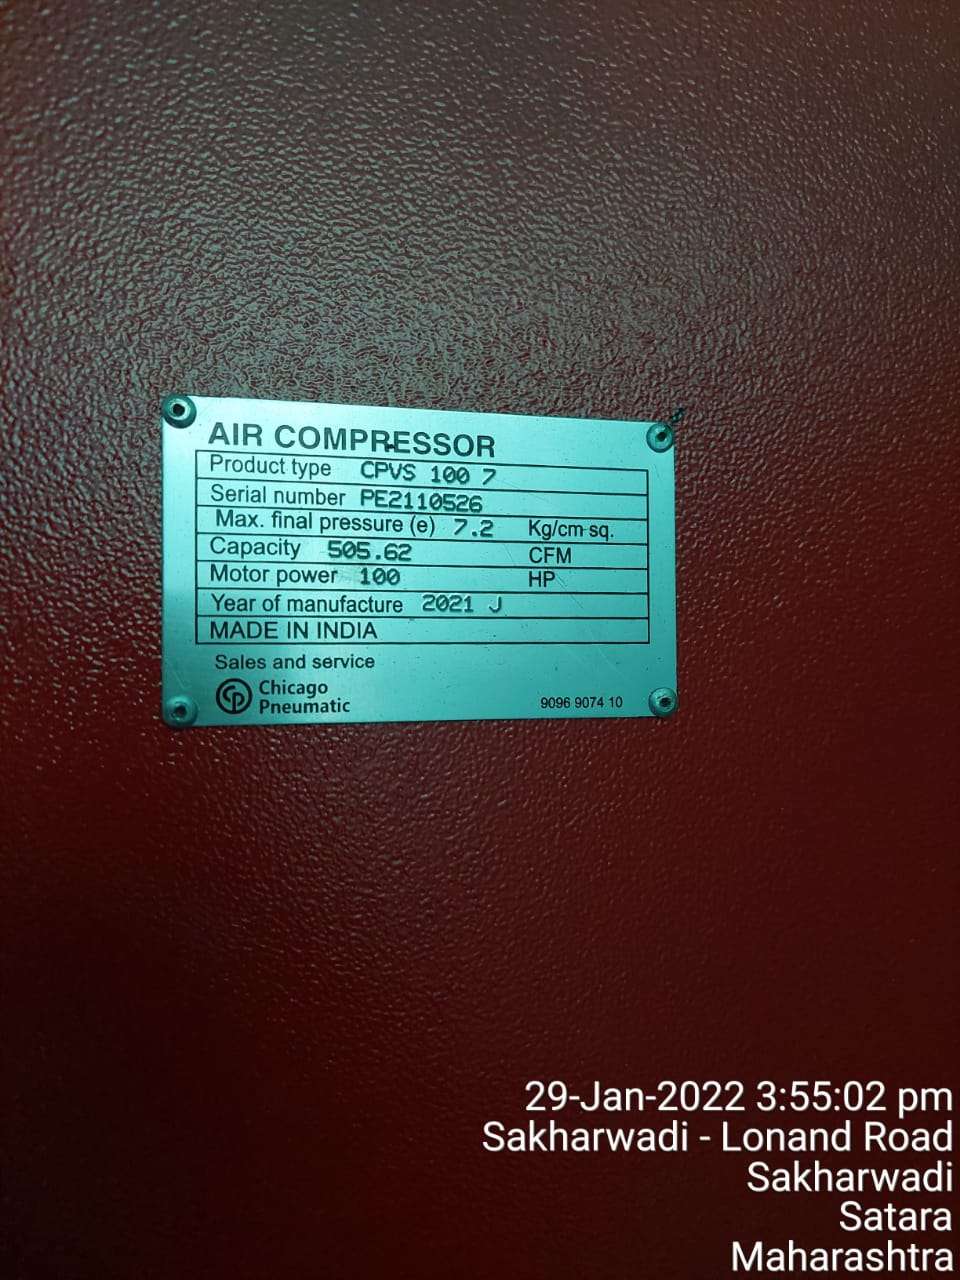 AIR COMPRESSOR
Product type CPVS 100 7
Serial number PE2110526
Max. final pressure (e) 7.2 Kg/cm sq.
Capacity 505.62 CFM
Motor power 100 HP
Year of manufacture 2021 J
MADE IN INDIA
Sales and service
CP Chicago
Pneumatic 9096 9074 10
29-Jan-2022 3:55:02 pm
Sakharwadi - Lonand Road
Sakharwadi
Satara
Maharashtra